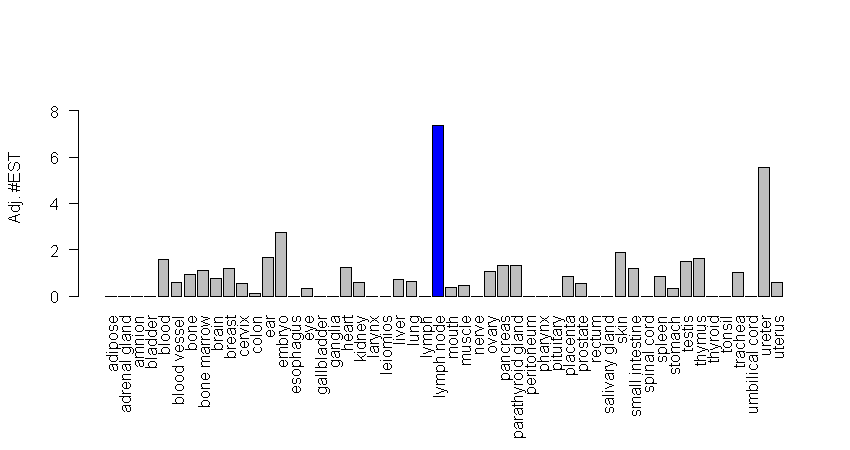 Adj. #EST
8
6
4
2
0
adipose
adrenal gland
amnion
bladder
blood
blood vessel
bone
bone marrow
brain
breast
cervix
colon
ear
embryo
esophagus
eye
gallbladder
ganglia
heart
kidney
larynx
leiomios
liver
lung
lymph
lymph node
mouth
muscle
nerve
ovary
pancreas
parathyroid gland
peritoneum
pharynx
pituitary
placenta
prostate
rectum
salivary gland
skin
small intestine
spinal cord
spleen
stomach
testis
thymus
thyroid
tonsil
trachea
umbilical cord
ureter
uterus